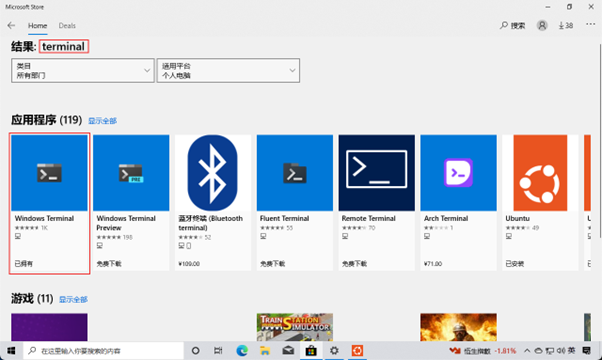 Microsoft Store
Home Deals 搜索 38
结果: terminal
类目
所有部门
适用平台
个人电脑
应用程序 (119) 显示全部
Windows Terminal
1K
已拥有
Windows Terminal Preview
PRE
198
免费下载
蓝牙终端 (Bluetooth terminal)
52
¥109.00
Fluent Terminal
55
免费下载
Remote Terminal
70
免费下载
Arch Terminal
1
¥71.00
Ubuntu
49
已安装
游戏 (11) 显示全部
TRAIN STATION
SIMULATOR
在这里输入你要搜索的内容
恒生指数 -1.81%
英